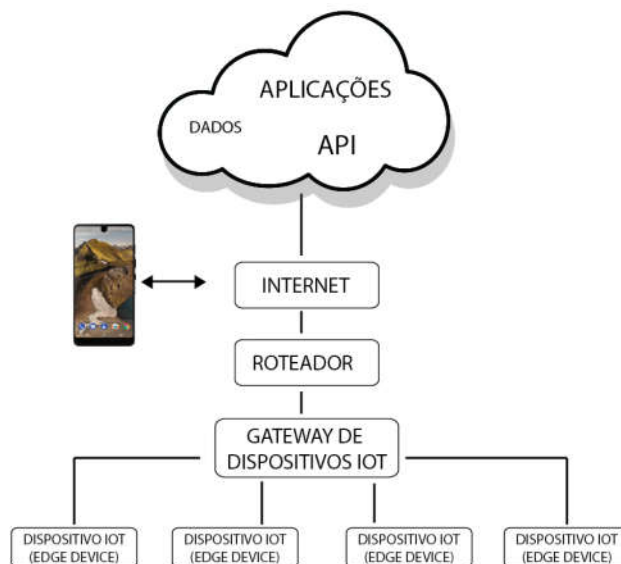 APLICAÇÕES
DADOS
API
INTERNET
ROTEADOR
GATEWAY DE
DISPOSITIVOS IOT
DISPOSITIVO IOT
(EDGE DEVICE)
DISPOSITIVO IOT
(EDGE DEVICE)
DISPOSITIVO IOT
(EDGE DEVICE)
DISPOSITIVO IOT
(EDGE DEVICE)